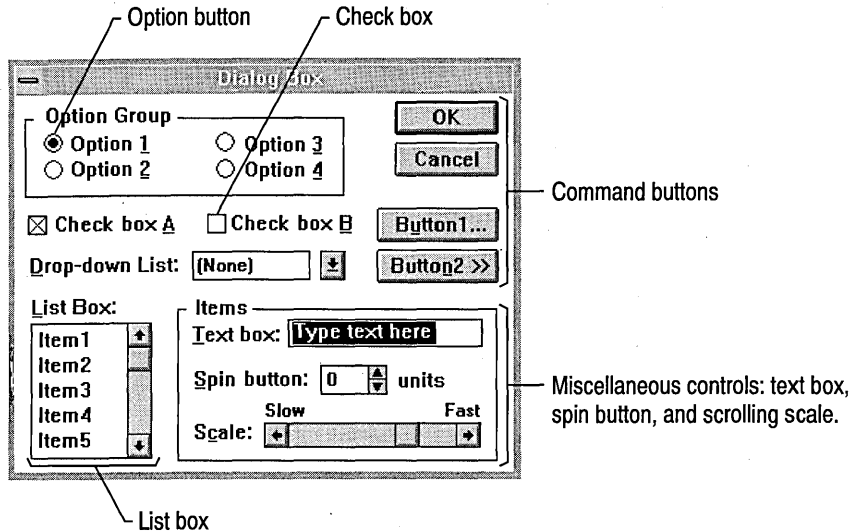 Option button
Check box
Dialog Box
Option Group
Option 1
Option 3
Option 2
Option 4
OK
Cancel
Command buttons
Check box A
Check box B
Button1...
Drop-down List:
(None)
Button2 >>
List Box:
Item1
Item2
Item3
Item4
Item5
Items
Text box: Type text here
Spin button: 0 units
Slow Fast
Scale:
Miscellaneous controls: text box,
spin button, and scrolling scale.
List box